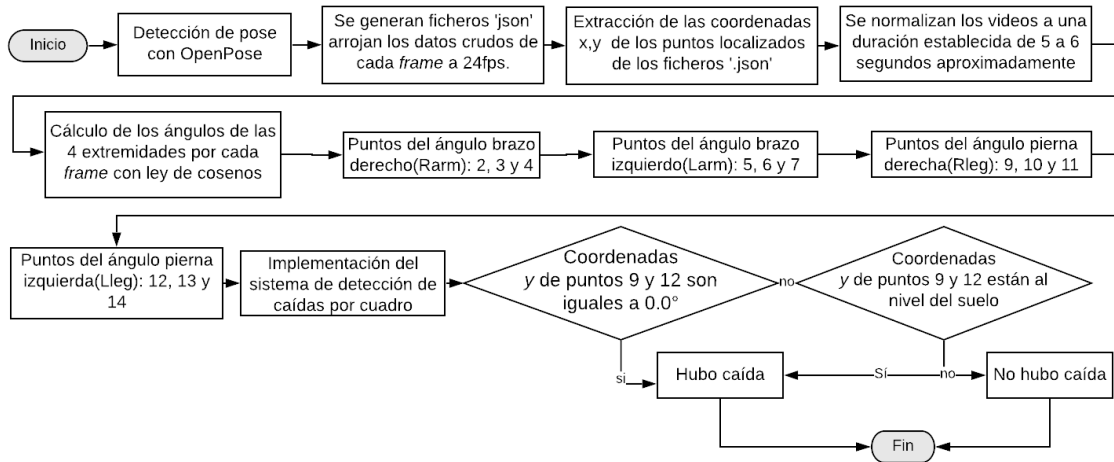 Inicio
Detección de pose
con OpenPose
Se generan ficheros 'json'
arrojan los datos crudos de
cada frame a 24fps.
Extracción de las coordenadas
x,y de los puntos localizados
de los ficheros '.json'
Se normalizan los videos a una
duración establecida de 5 a 6
segundos aproximadamente
Cálculo de los ángulos de las
4 extremidades por cada
frame con ley de cosenos
Puntos del ángulo brazo
derecho(Rarm): 2, 3 y 4
Puntos del ángulo brazo
izquierdo(Larm): 5, 6 y 7
Puntos del ángulo pierna
derecha(Rleg): 9, 10 y 11
Puntos del ángulo pierna
izquierda(Lleg): 12, 13 y
14
Implementación del
sistema de detección de
caídas por cuadro
Coordenadas
y de puntos 9 y 12 son
iguales a 0.0°
no
Coordenadas
y de puntos 9 y 12 están al
nivel del suelo
si
Hubo caída
Sí
no
No hubo caída
Fin